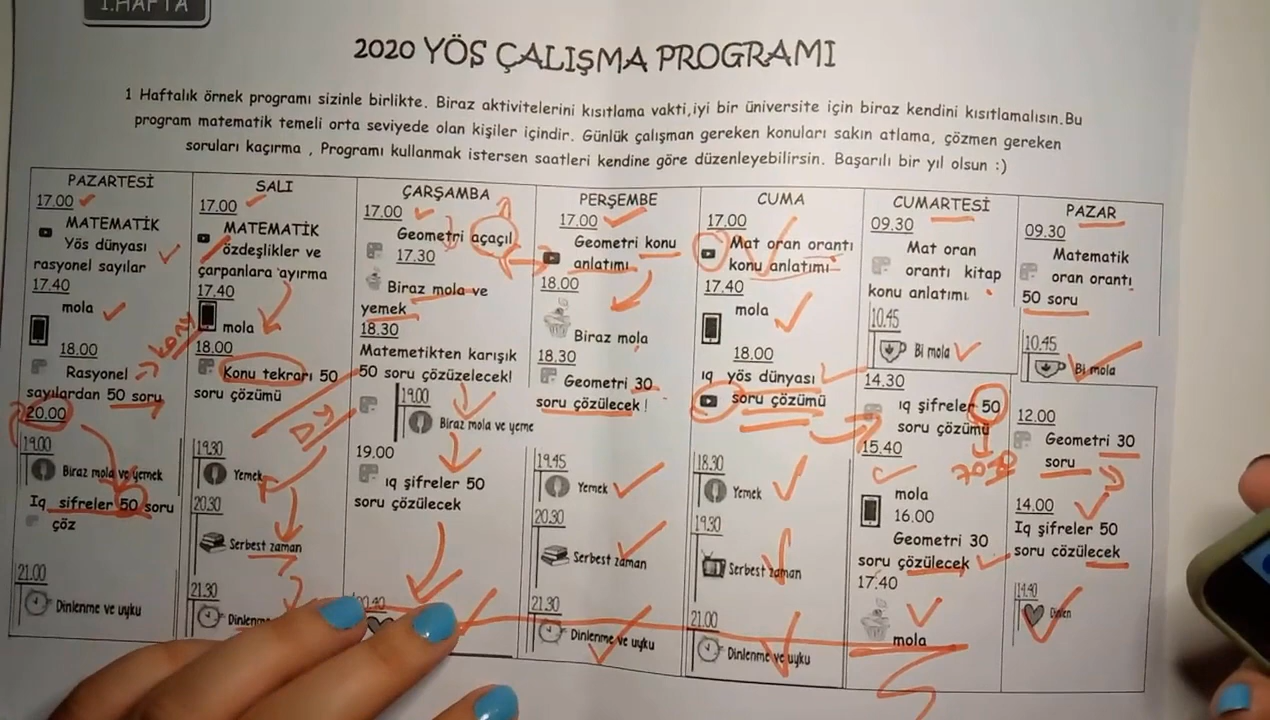 1.HAFTA
2020 YÖS ÇALIŞMA PROGRAMI
1 Haftalık örnek programı sizinle birlikte. Biraz aktivitelerini kısıtlama vakti,iyi bir üniversite için biraz kendini kısıtlamalısın.Bu
program matematik temeli orta seviyede olan kişiler içindir. Günlük çalışman gereken konuları sakın atlama, çözmen gereken
soruları kaçırma , Programı kullanmak istersen saatleri kendine göre düzenleyebilirsin. Başarılı bir yıl olsun :)
PAZARTESİ
17.00
MATEMATİK
Yös dünyası
rasyonel sayılar
17.40
mola
18.00
Rasyonel
sayılardan 50 soru
20.00
19.00
Biraz mola ve yemek
Iq sifreler 50 soru
çöz
21.00
Dinlenme ve uyku
SALI
17.00
MATEMATİK
özdeşlikler ve
çarpanlara ayırma
17.40
mola
18.00
Konu tekrarı 50
soru çözümü
19.30
Yemek
20.30
Serbest zaman
21.30
ÇARŞAMBA
17.00
Geometri açaçıl
17.30
Biraz mola ve
yemek
18.30
Matemetikten karışık
50 soru çözüzelecek!
19.00
Biraz mola ve yeme
19.00
ıq şifreler 50
soru çözülecek
PERŞEMBE
17.00
Geometri konu
anlatımı
18.00
Biraz mola
18.30
Geometri 30
soru çözülecek !
19.45
Yemek
20.30
Serbest zaman
21.30
Dinlenme ve uyku
CUMA
17.00
Mat oran orantı
konu anlatımı
17.40
mola
18.00
ıq yös dünyası
soru çözümü
18.30
Yemek
19.30
Serbest zaman
21.00
Dinlenme ve uyku
CUMARTESİ
09.30
Mat oran
orantı kitap
konu anlatımı
10.45
Bi mola
14.30
ıq şifreler 50
soru çözümü
15.40
mola
16.00
Geometri 30
soru çözülecek
17.40
mola
PAZAR
09.30
Matematik
oran orantı
50 soru
10.45
Bi mola
12.00
Geometri 30
soru
14.00
Iq şifreler 50
soru cözülecek
14.40
Dinlen